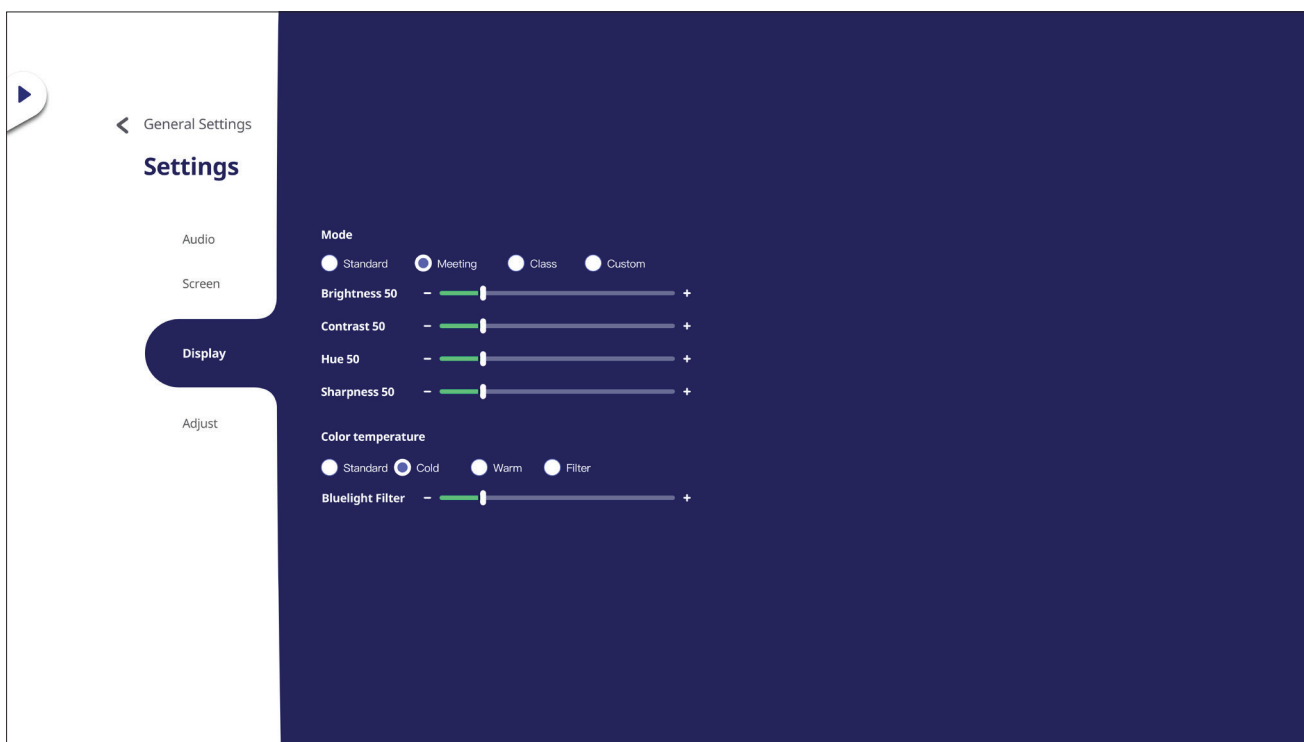 General Settings
Settings
Audio
Screen
Display
Adjust
Mode
Standard Meeting Class Custom
Brightness 50 - +
Contrast 50 - +
Hue 50 - +
Sharpness 50 - +
Color temperature
Standard Cold Warm Filter
Bluelight Filter - +